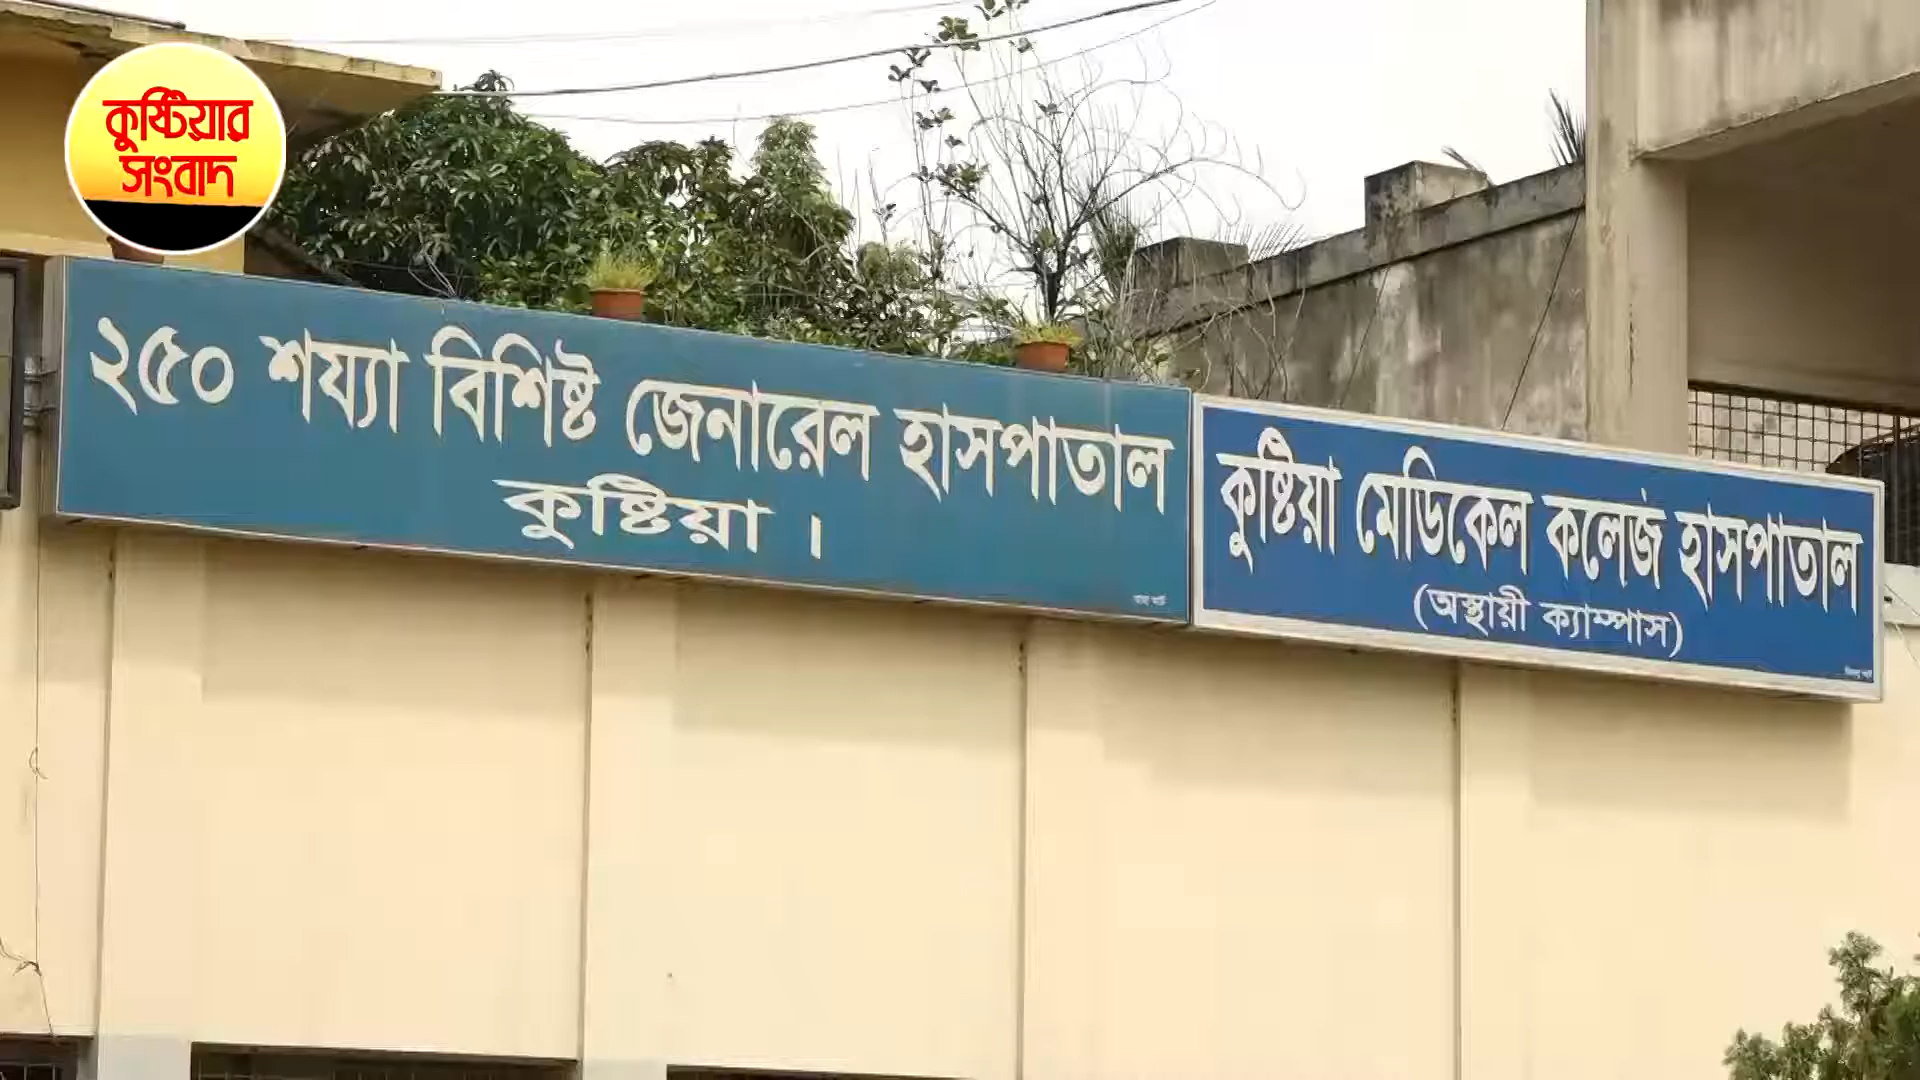 কুষ্টিয়ার
সংবাদ
২৫০ শয্যা বিশিষ্ট জেনারেল হাসপাতাল
কুষ্টিয়া ।
কুষ্টিয়া মেডিকেল কলেজ হাসপাতাল
(অস্থায়ী ক্যাম্পাস)